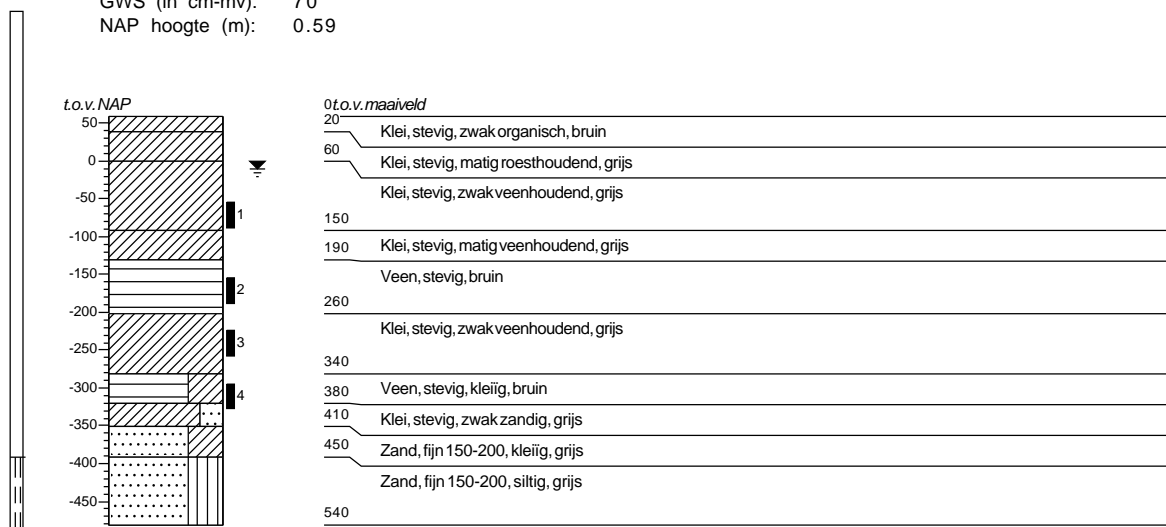 GWS (in cm-mv): 70
NAP hoogte (m): 0.59
t.o.v. NAP
0 t.o.v. maaiveld
50
20
Klei, stevig, zwak organisch, bruin
0
60
Klei, stevig, matig roesthoudend, grijs
-50
Klei, stevig, zwak veenhoudend, grijs
1
150
-100
190
Klei, stevig, matig veenhoudend, grijs
-150
Veen, stevig, bruin
2
260
-200
Klei, stevig, zwak veenhoudend, grijs
3
-250
340
-300
380
Veen, stevig, kleiïg, bruin
4
410
Klei, stevig, zwak zandig, grijs
-350
450
Zand, fijn 150-200, kleiïg, grijs
-400
Zand, fijn 150-200, siltig, grijs
-450
540